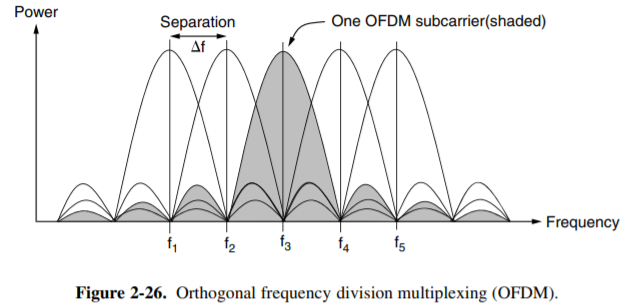 Power
Separation
Δf
One OFDM subcarrier(shaded)
Frequency
f1 f2 f3 f4 f5
Figure 2-26. Orthogonal frequency division multiplexing (OFDM).